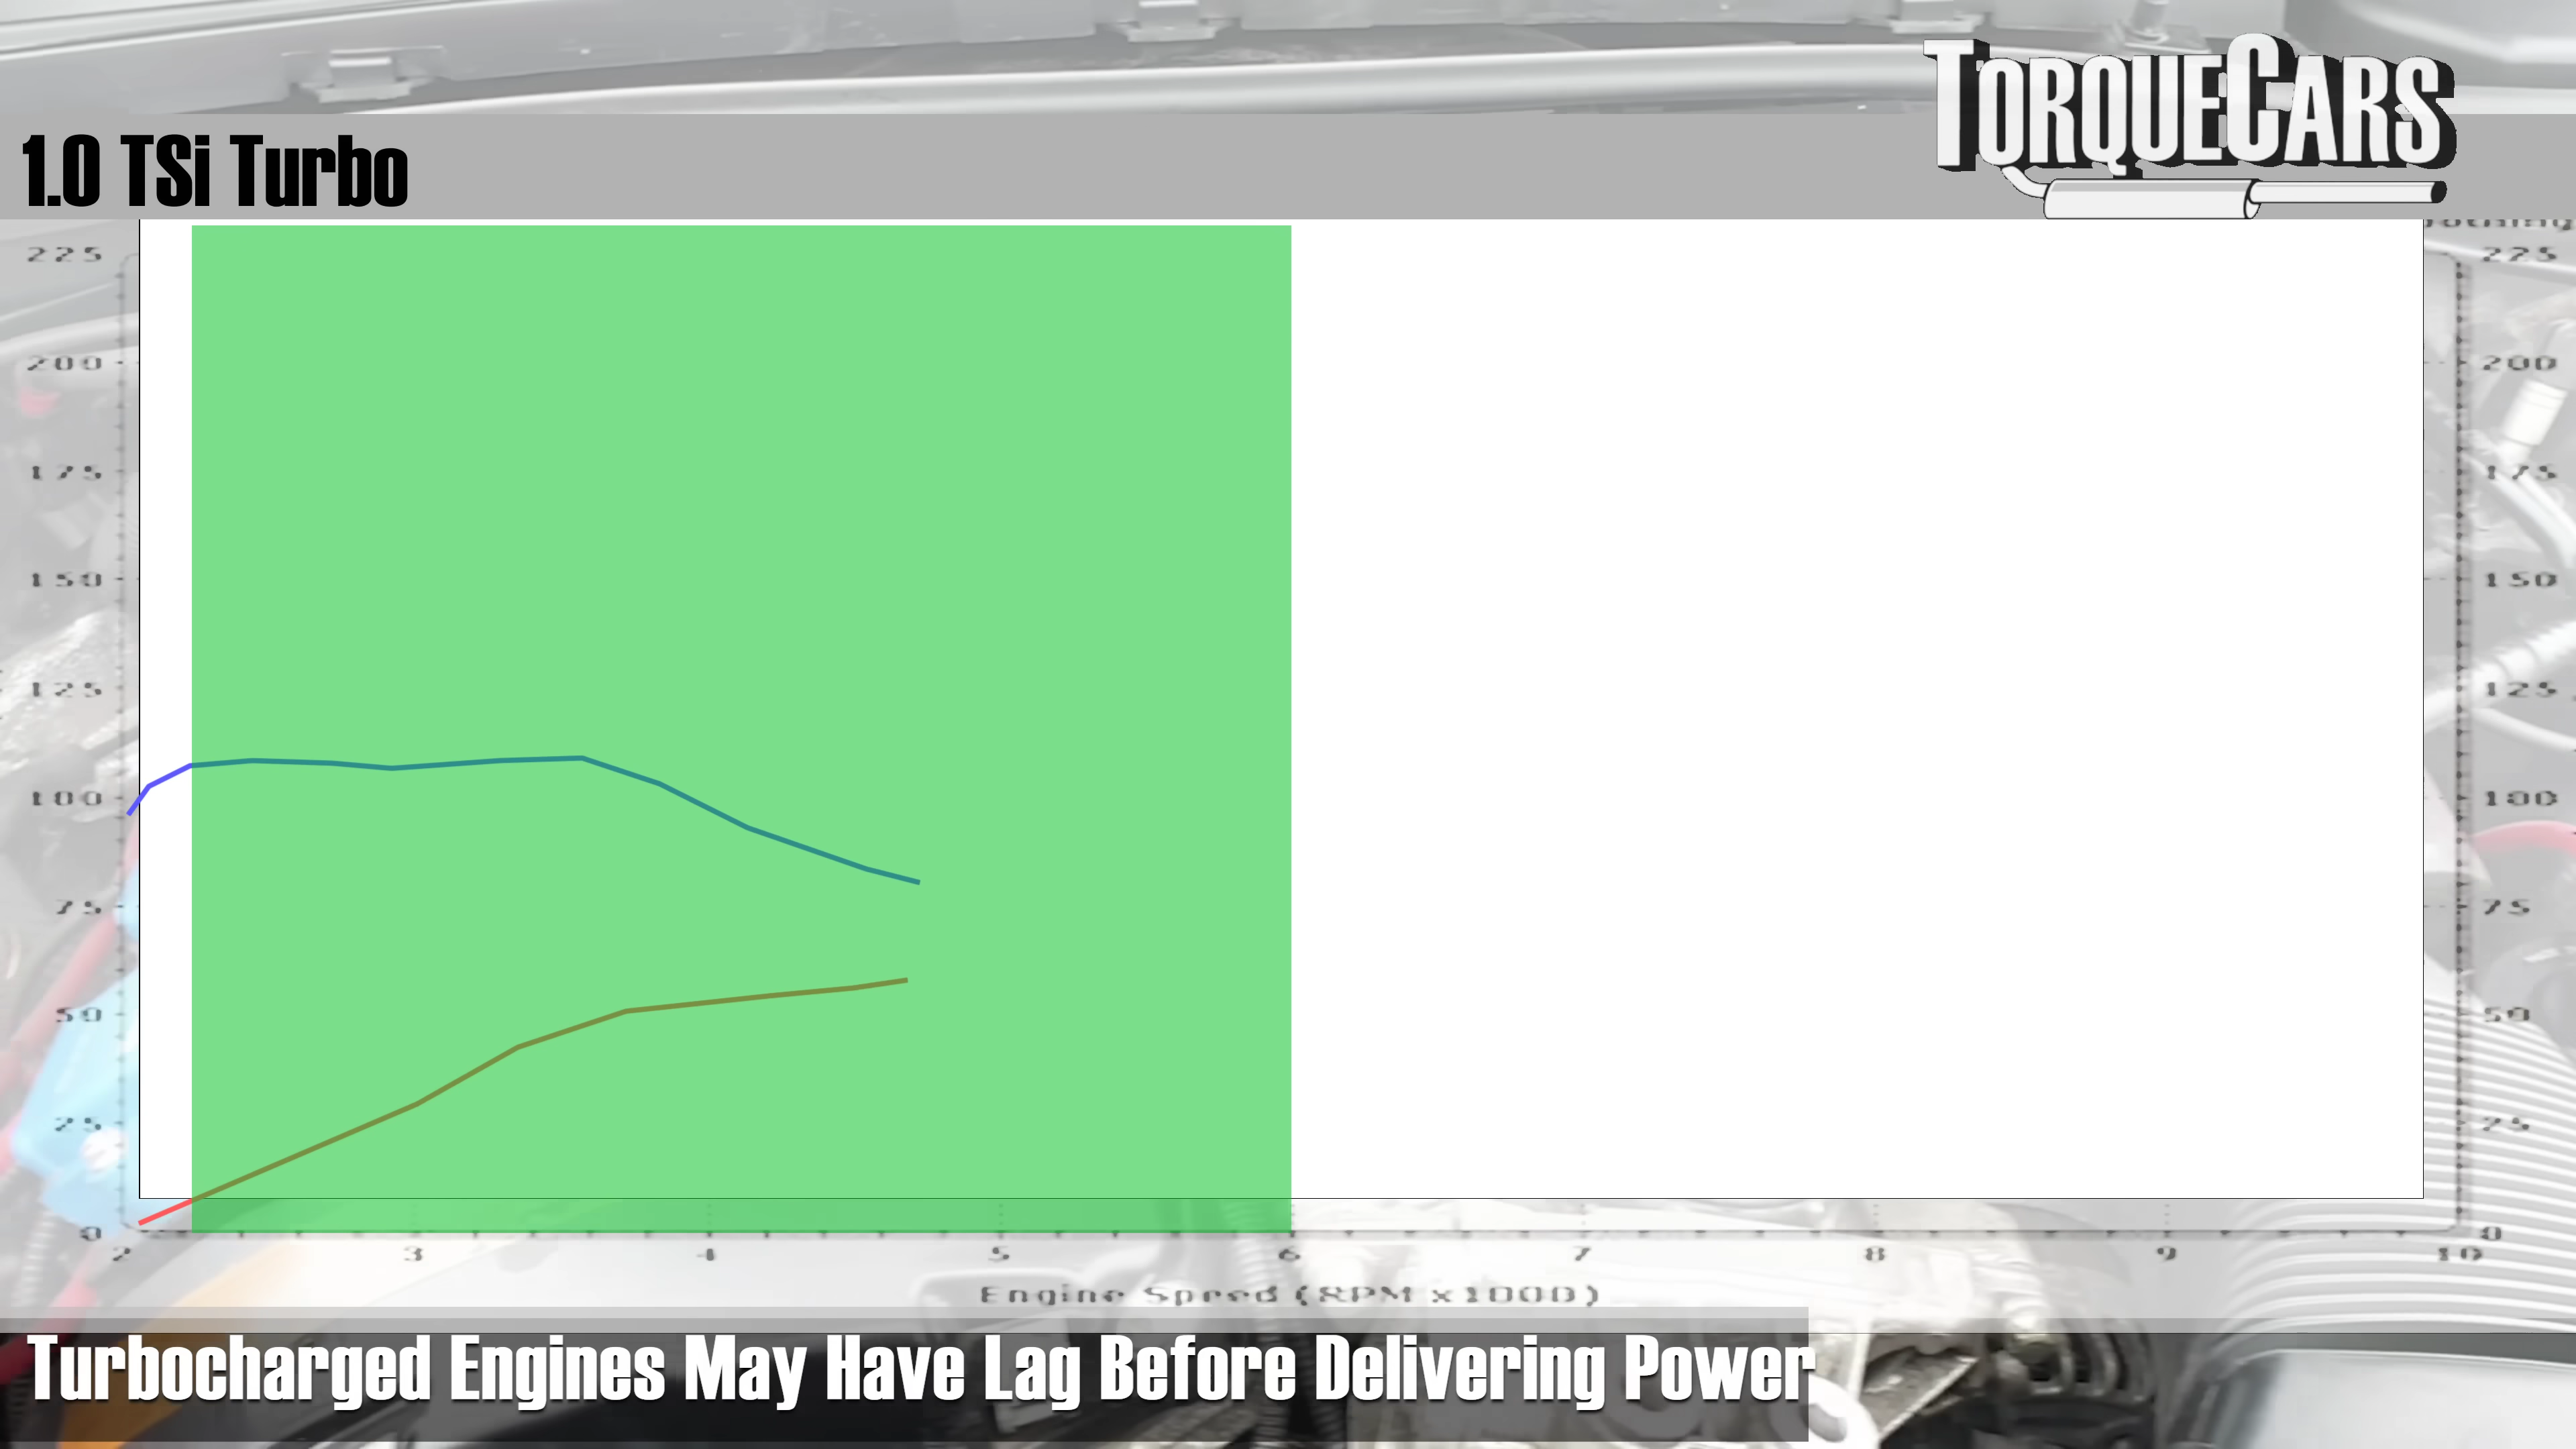 TORQUECARS
1.0 TSi Turbo
225 225
200 200
175 175
150 150
125 125
100 100
75 75
50 50
25 25
0 0
2 3 4 5 6 7 8 9 10
Engine Speed (RPM x1000)
Turbocharged Engines May Have Lag Before Delivering Power